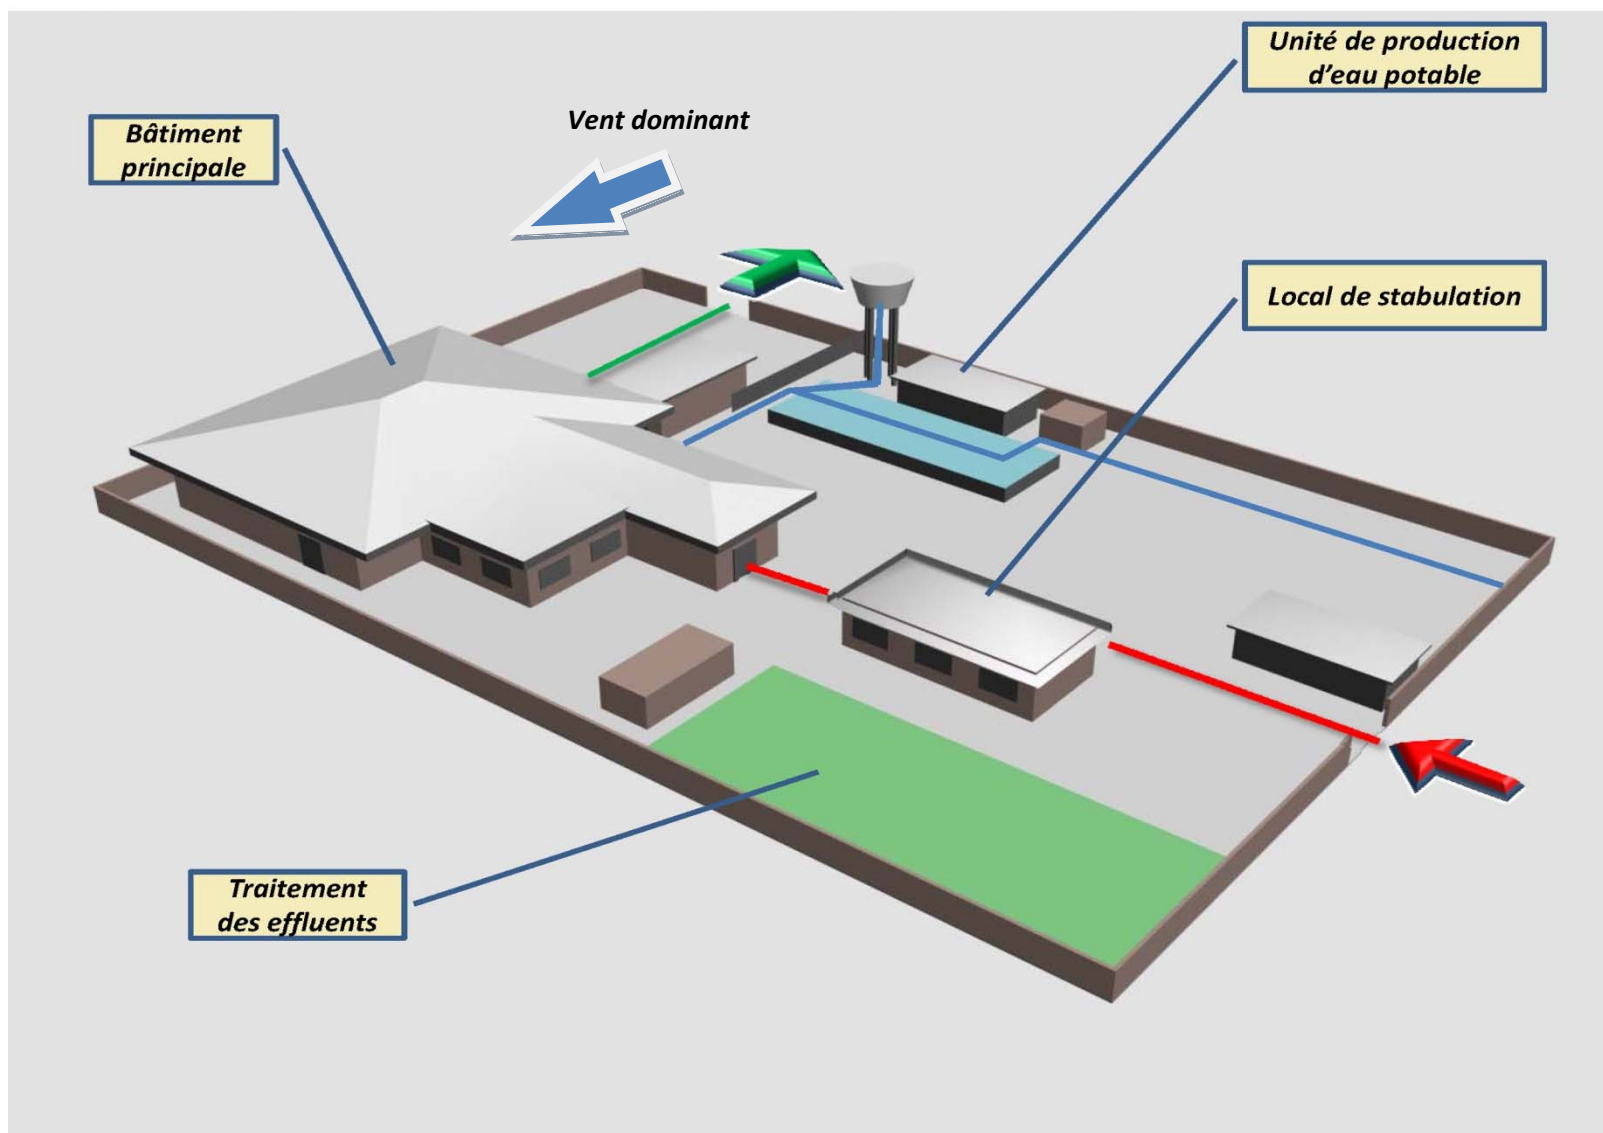 Unité de production
d’eau potable
Vent dominant
Bâtiment
principale
Local de stabulation
Traitement
des effluents